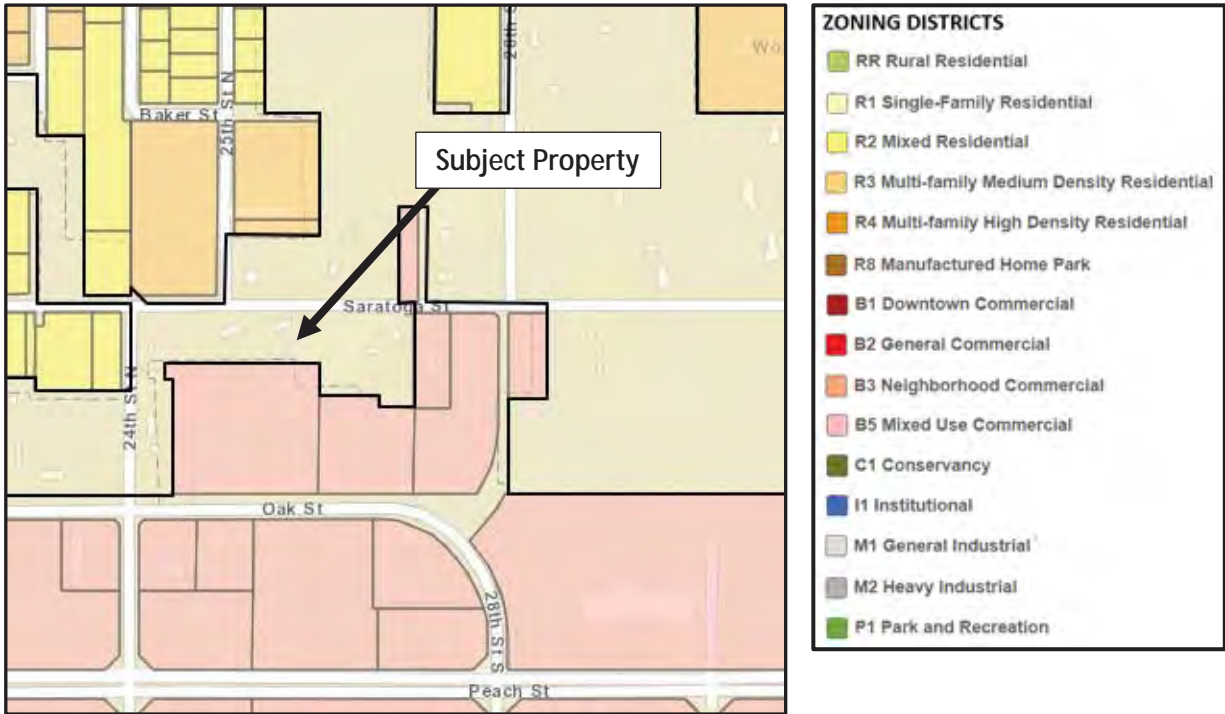 Baker St
25th St N
Subject Property
Saratoga St
24th St N
Oak St
28th St S
Peach St
ZONING DISTRICTS
RR Rural Residential
R1 Single-Family Residential
R2 Mixed Residential
R3 Multi-family Medium Density Residential
R4 Multi-family High Density Residential
R8 Manufactured Home Park
B1 Downtown Commercial
B2 General Commercial
B3 Neighborhood Commercial
B5 Mixed Use Commercial
C1 Conservancy
I1 Institutional
M1 General Industrial
M2 Heavy Industrial
P1 Park and Recreation